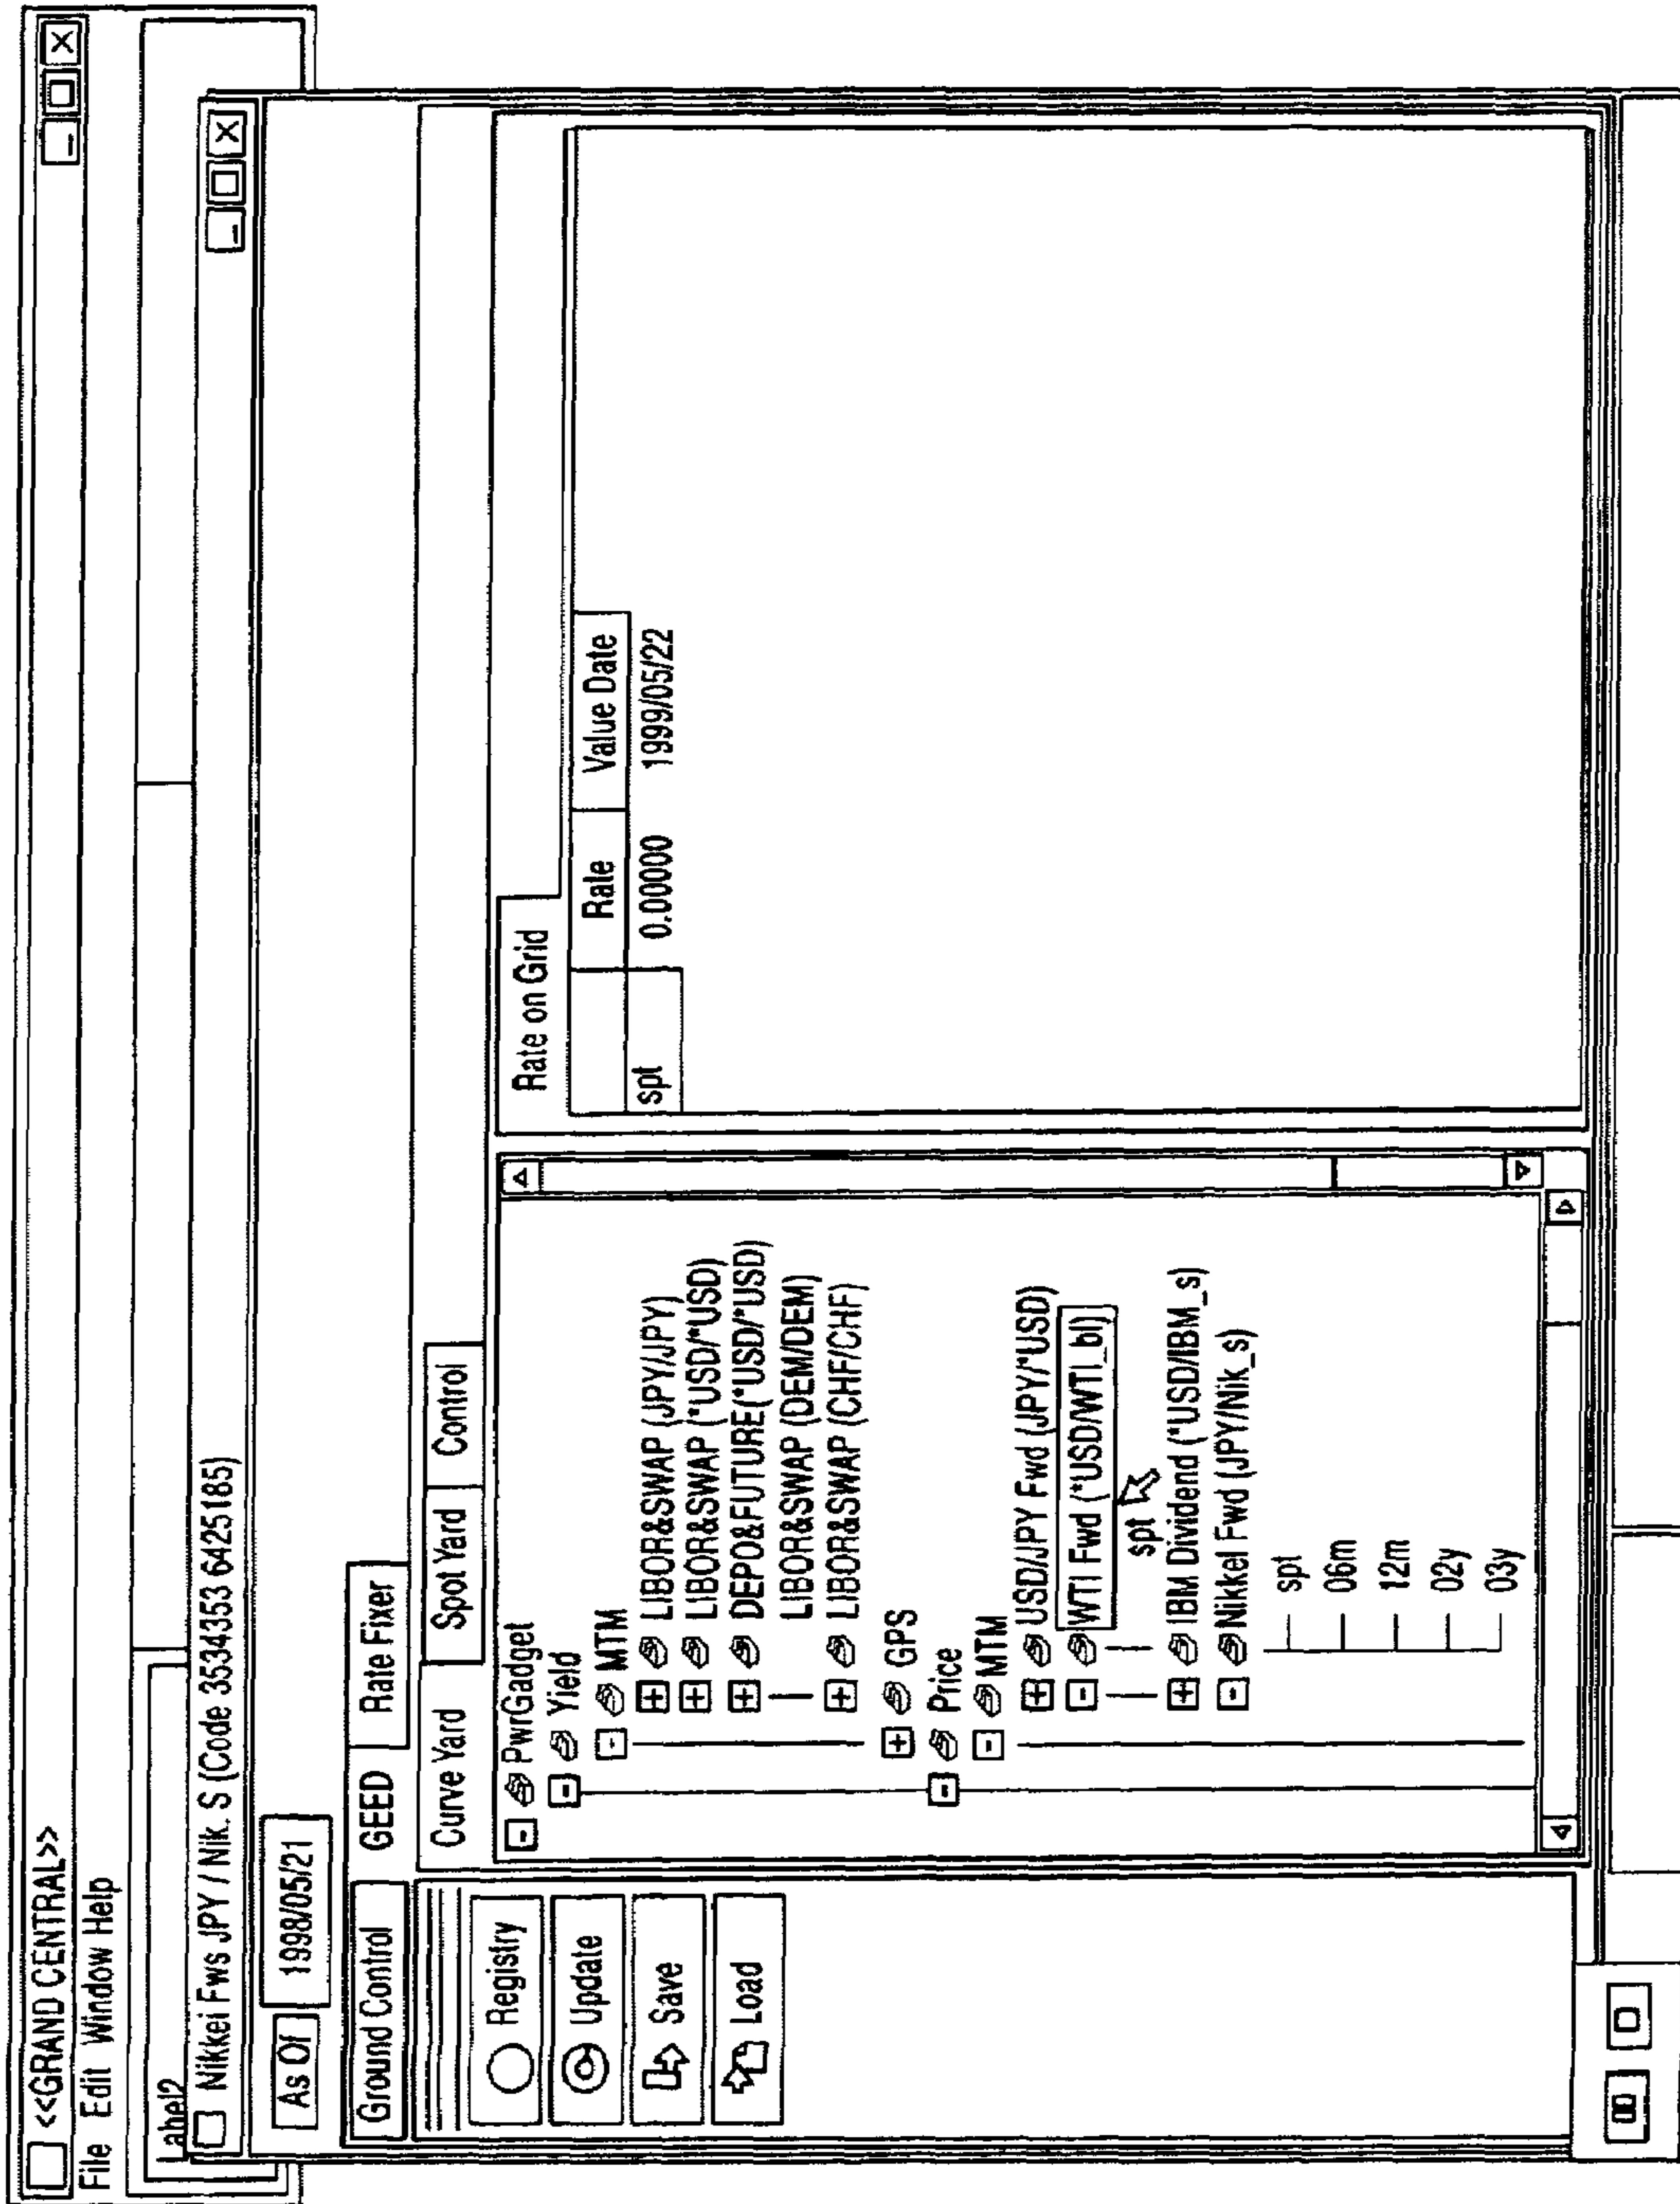 <<GRAND CENTRAL>>
File Edit Window Help
Label2
Nikkei Fws JPY / Nik. S (Code 3534353 6425185)
As Of 1998/05/21
Ground Control
GEED Rate Fixer
Registry
Update
Save
Load
Curve Yard Spot Yard Control
PwrGadget
Yield
MTM
LIBOR&SWAP (JPY/JPY)
LIBOR&SWAP (*USD/*USD)
DEPO&FUTURE(*USD/*USD)
LIBOR&SWAP (DEM/DEM)
LIBOR&SWAP (CHF/CHF)
GPS
Price
MTM
USD/JPY Fwd (JPY/*USD)
WTI Fwd (*USD/WTI_bl)
spt
IBM Dividend (*USD/IBM_s)
Nikkel Fwd (JPY/Nik_s)
spt
06m
12m
02y
03y
Rate on Grid
Rate Value Date
spt 0.00000 1999/05/22